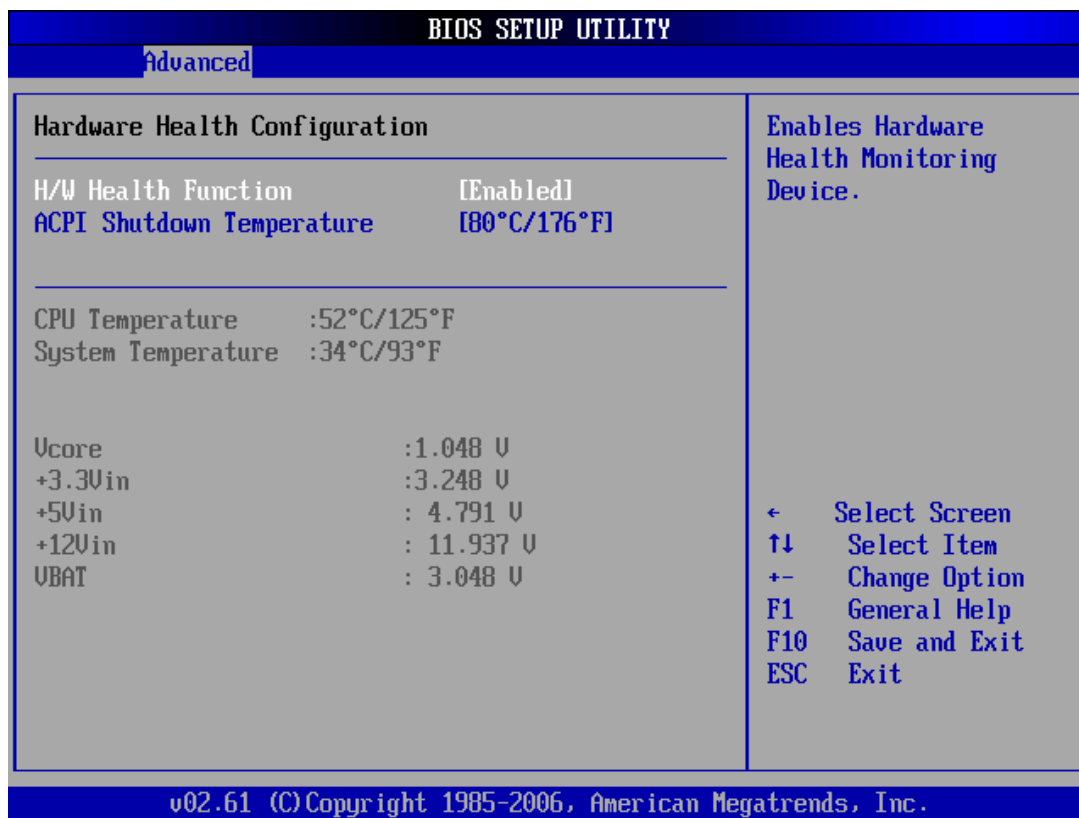 BIOS SETUP UTILITY
Advanced
Hardware Health Configuration
H/W Health Function [Enabled]
ACPI Shutdown Temperature [80°C/176°F]
CPU Temperature :52°C/125°F
System Temperature :34°C/93°F
Vcore :1.048 V
+3.3Vin :3.248 V
+5Vin : 4.791 V
+12Vin : 11.937 V
VBAT : 3.048 V
Enables Hardware
Health Monitoring
Device.
← Select Screen
↑↓ Select Item
+- Change Option
F1 General Help
F10 Save and Exit
ESC Exit
v02.61 (C)Copyright 1985-2006, American Megatrends, Inc.